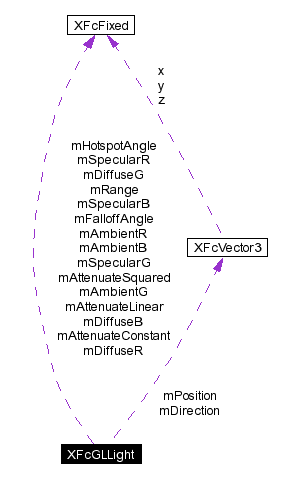 XFcFixed
x
y
z
mHotspotAngle
mSpecularR
mDiffuseG
mRange
mSpecularB
mFalloffAngle
mAmbientR
mAmbientB
mSpecularG
mAttenuateSquared
mAmbientG
mAttenuateLinear
mDiffuseB
mAttenuateConstant
mDiffuseR
XFcVector3
mPosition
mDirection
XFcGLLight